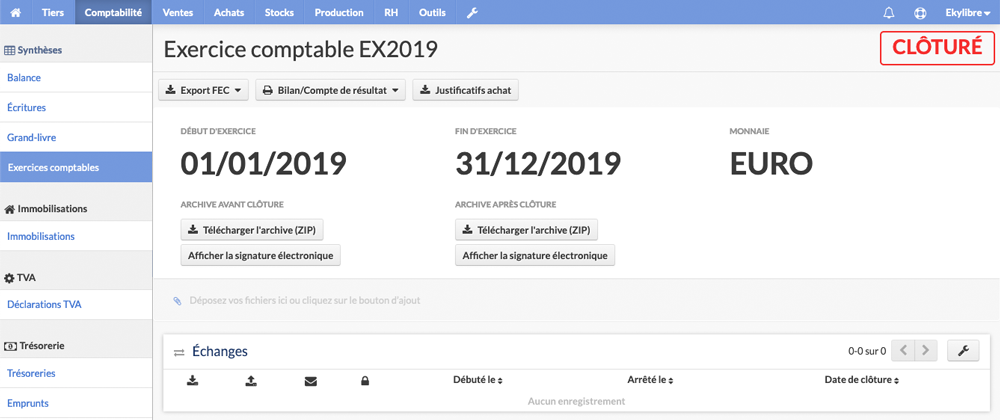 Tiers Comptabilité Ventes Achats Stocks Production RH Outils Ekylibre
Synthèses
Balance
Écritures
Grand-livre
Exercices comptables
Immobilisations
Immobilisations
TVA
Déclarations TVA
Trésorerie
Trésoreries
Emprunts
Exercice comptable EX2019
CLÔTURÉ
Export FEC Bilan/Compte de résultat Justificatifs achat
DÉBUT D'EXERCICE FIN D'EXERCICE MONNAIE
01/01/2019 31/12/2019 EURO
ARCHIVE AVANT CLÔTURE ARCHIVE APRÈS CLÔTURE
Télécharger l'archive (ZIP) Télécharger l'archive (ZIP)
Afficher la signature électronique Afficher la signature électronique
Déposez vos fichiers ici ou cliquez sur le bouton d'ajout
Échanges 0-0 sur 0
Débuté le Arrêté le Date de clôture
Aucun enregistrement